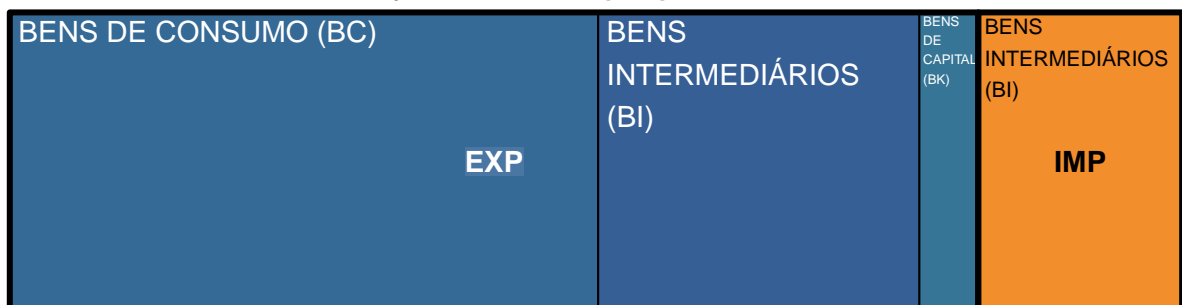 BENS DE CONSUMO (BC)
BENS
INTERMEDIÁRIOS
(BI)
BENS
DE
CAPITAL
(BK)
BENS
INTERMEDIÁRIOS
(BI)
EXP
IMP